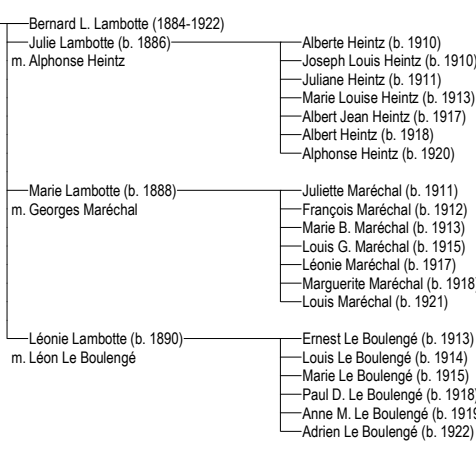 Bernard L. Lambotte (1884-1922)
Julie Lambotte (b. 1886)
m. Alphonse Heintz
Alberte Heintz (b. 1910)
Joseph Louis Heintz (b. 1910)
Juliane Heintz (b. 1911)
Marie Louise Heintz (b. 1913)
Albert Jean Heintz (b. 1917)
Albert Heintz (b. 1918)
Alphonse Heintz (b. 1920)
Marie Lambotte (b. 1888)
m. Georges Maréchal
Juliette Maréchal (b. 1911)
François Maréchal (b. 1912)
Marie B. Maréchal (b. 1913)
Louis G. Maréchal (b. 1915)
Léonie Maréchal (b. 1917)
Marguerite Maréchal (b. 1918)
Louis Maréchal (b. 1921)
Léonie Lambotte (b. 1890)
m. Léon Le Boulengé
Ernest Le Boulengé (b. 1913)
Louis Le Boulengé (b. 1914)
Marie Le Boulengé (b. 1915)
Paul D. Le Boulengé (b. 1918)
Anne M. Le Boulengé (b. 1919
Adrien Le Boulengé (b. 1922)